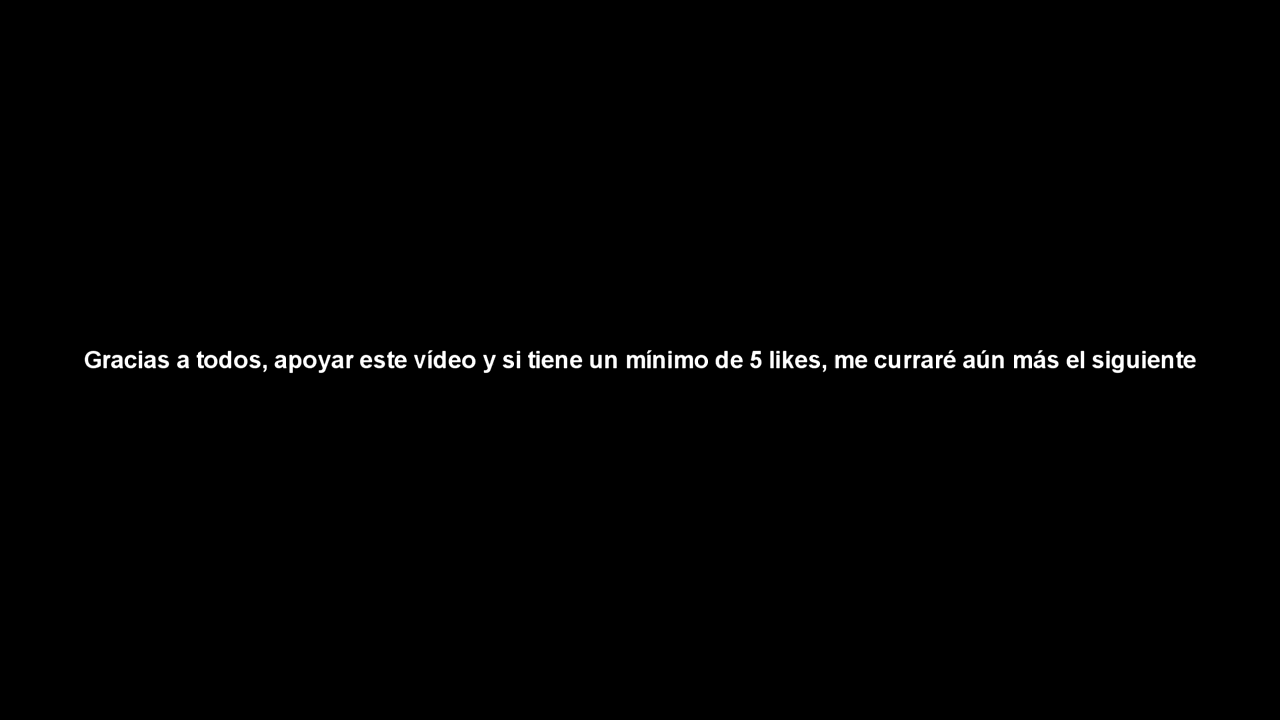 Gracias a todos, apoyar este vídeo y si tiene un mínimo de 5 likes, me curraré aún más el siguiente